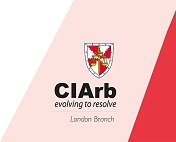 CIArb
evolving to resolve
London Branch